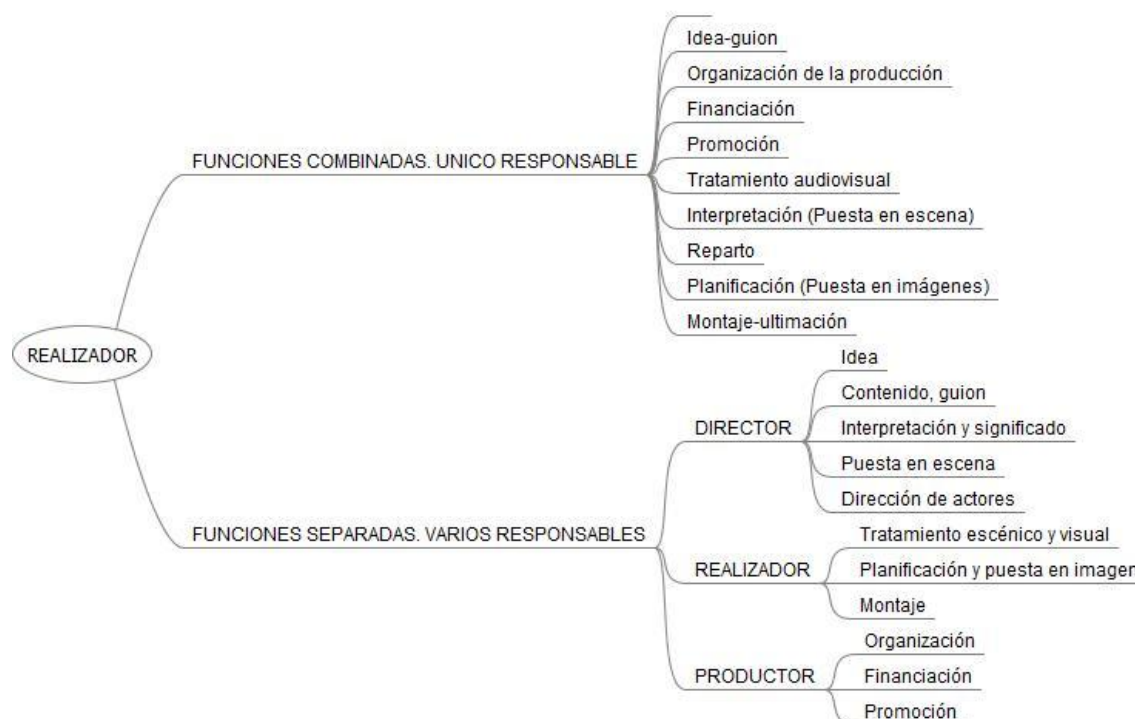 REALIZADOR
FUNCIONES COMBINADAS. UNICO RESPONSABLE
Idea-guion
Organización de la producción
Financiación
Promoción
Tratamiento audiovisual
Interpretación (Puesta en escena)
Reparto
Planificación (Puesta en imágenes)
Montaje-ultimación
FUNCIONES SEPARADAS. VARIOS RESPONSABLES
DIRECTOR
Idea
Contenido, guion
Interpretación y significado
Puesta en escena
Dirección de actores
REALIZADOR
Tratamiento escénico y visual
Planificación y puesta en imagen
Montaje
PRODUCTOR
Organización
Financiación
Promoción